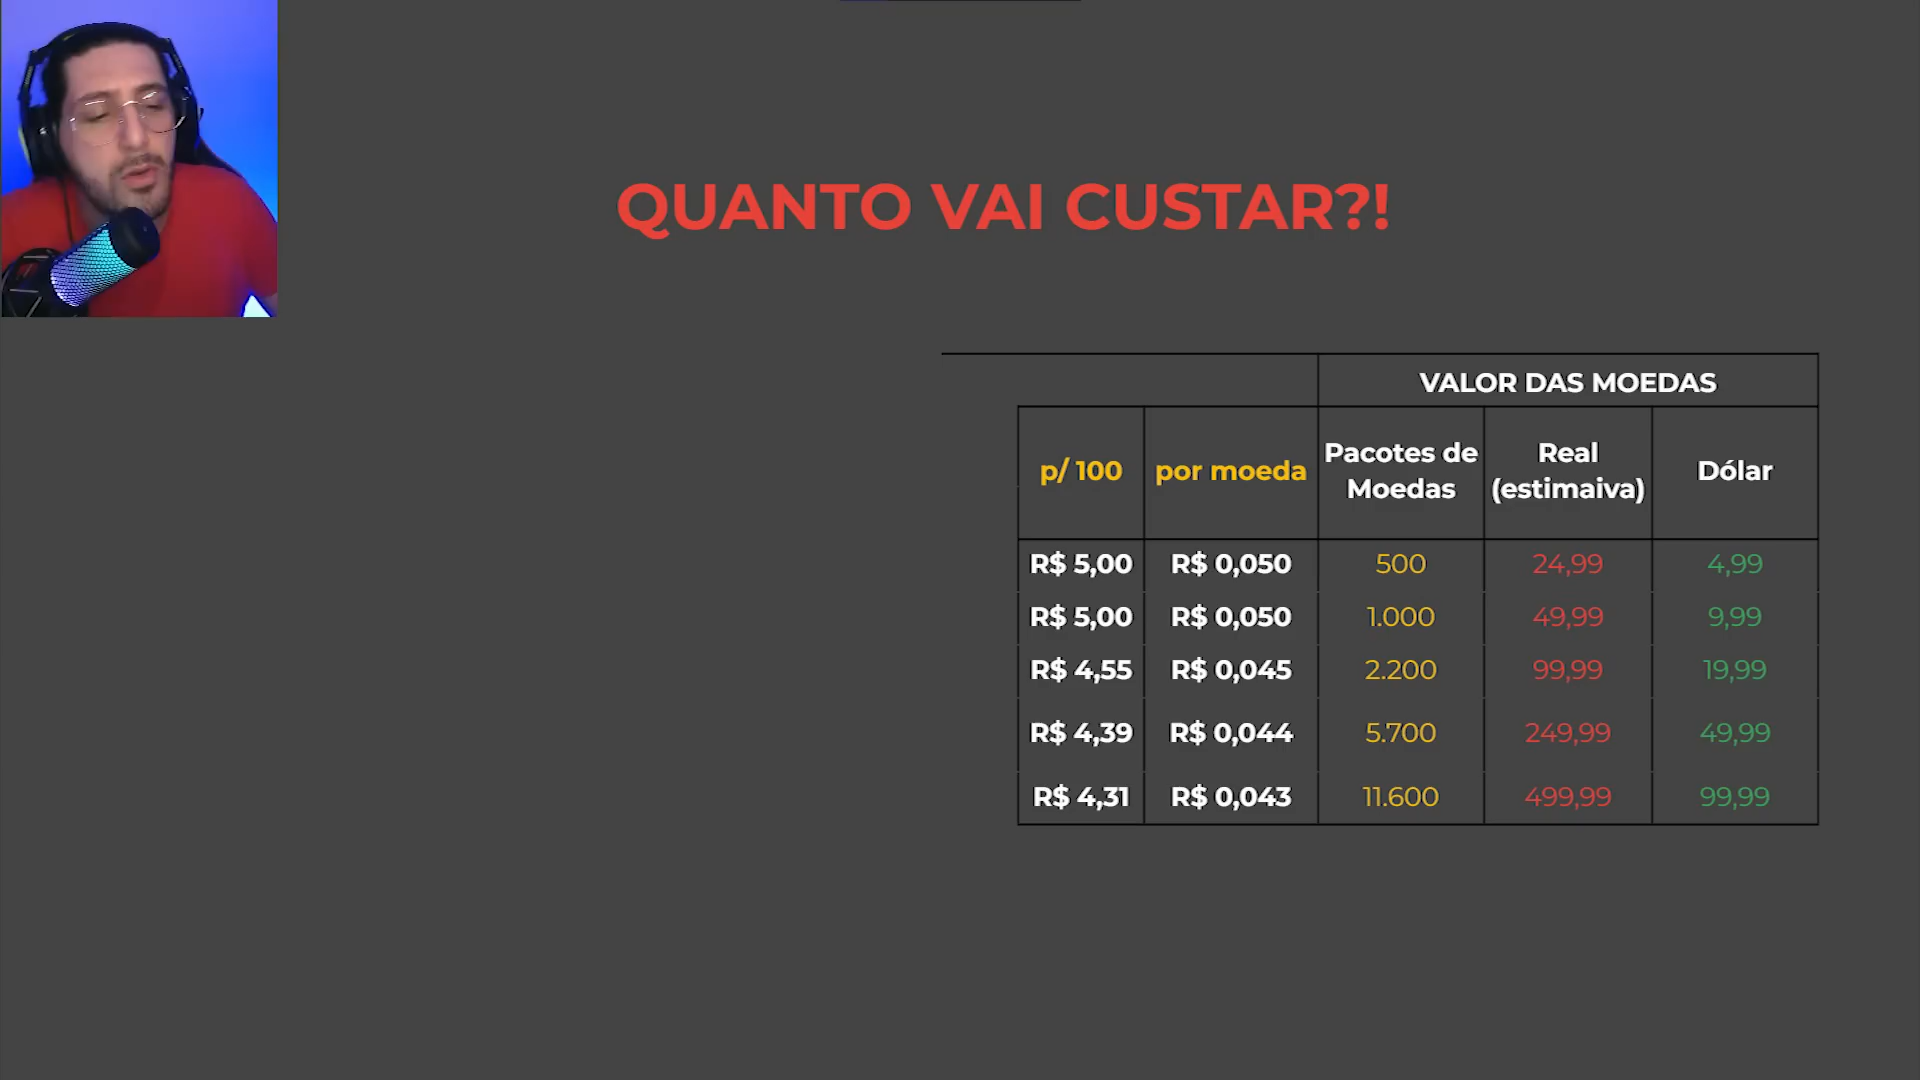 QUANTO VAI CUSTAR?!
VALOR DAS MOEDAS
p/ 100 por moeda Pacotes de Moedas Real (estimaiva) Dólar
R$ 5,00 R$ 0,050 500 24,99 4,99
R$ 5,00 R$ 0,050 1.000 49,99 9,99
R$ 4,55 R$ 0,045 2.200 99,99 19,99
R$ 4,39 R$ 0,044 5.700 249,99 49,99
R$ 4,31 R$ 0,043 11.600 499,99 99,99